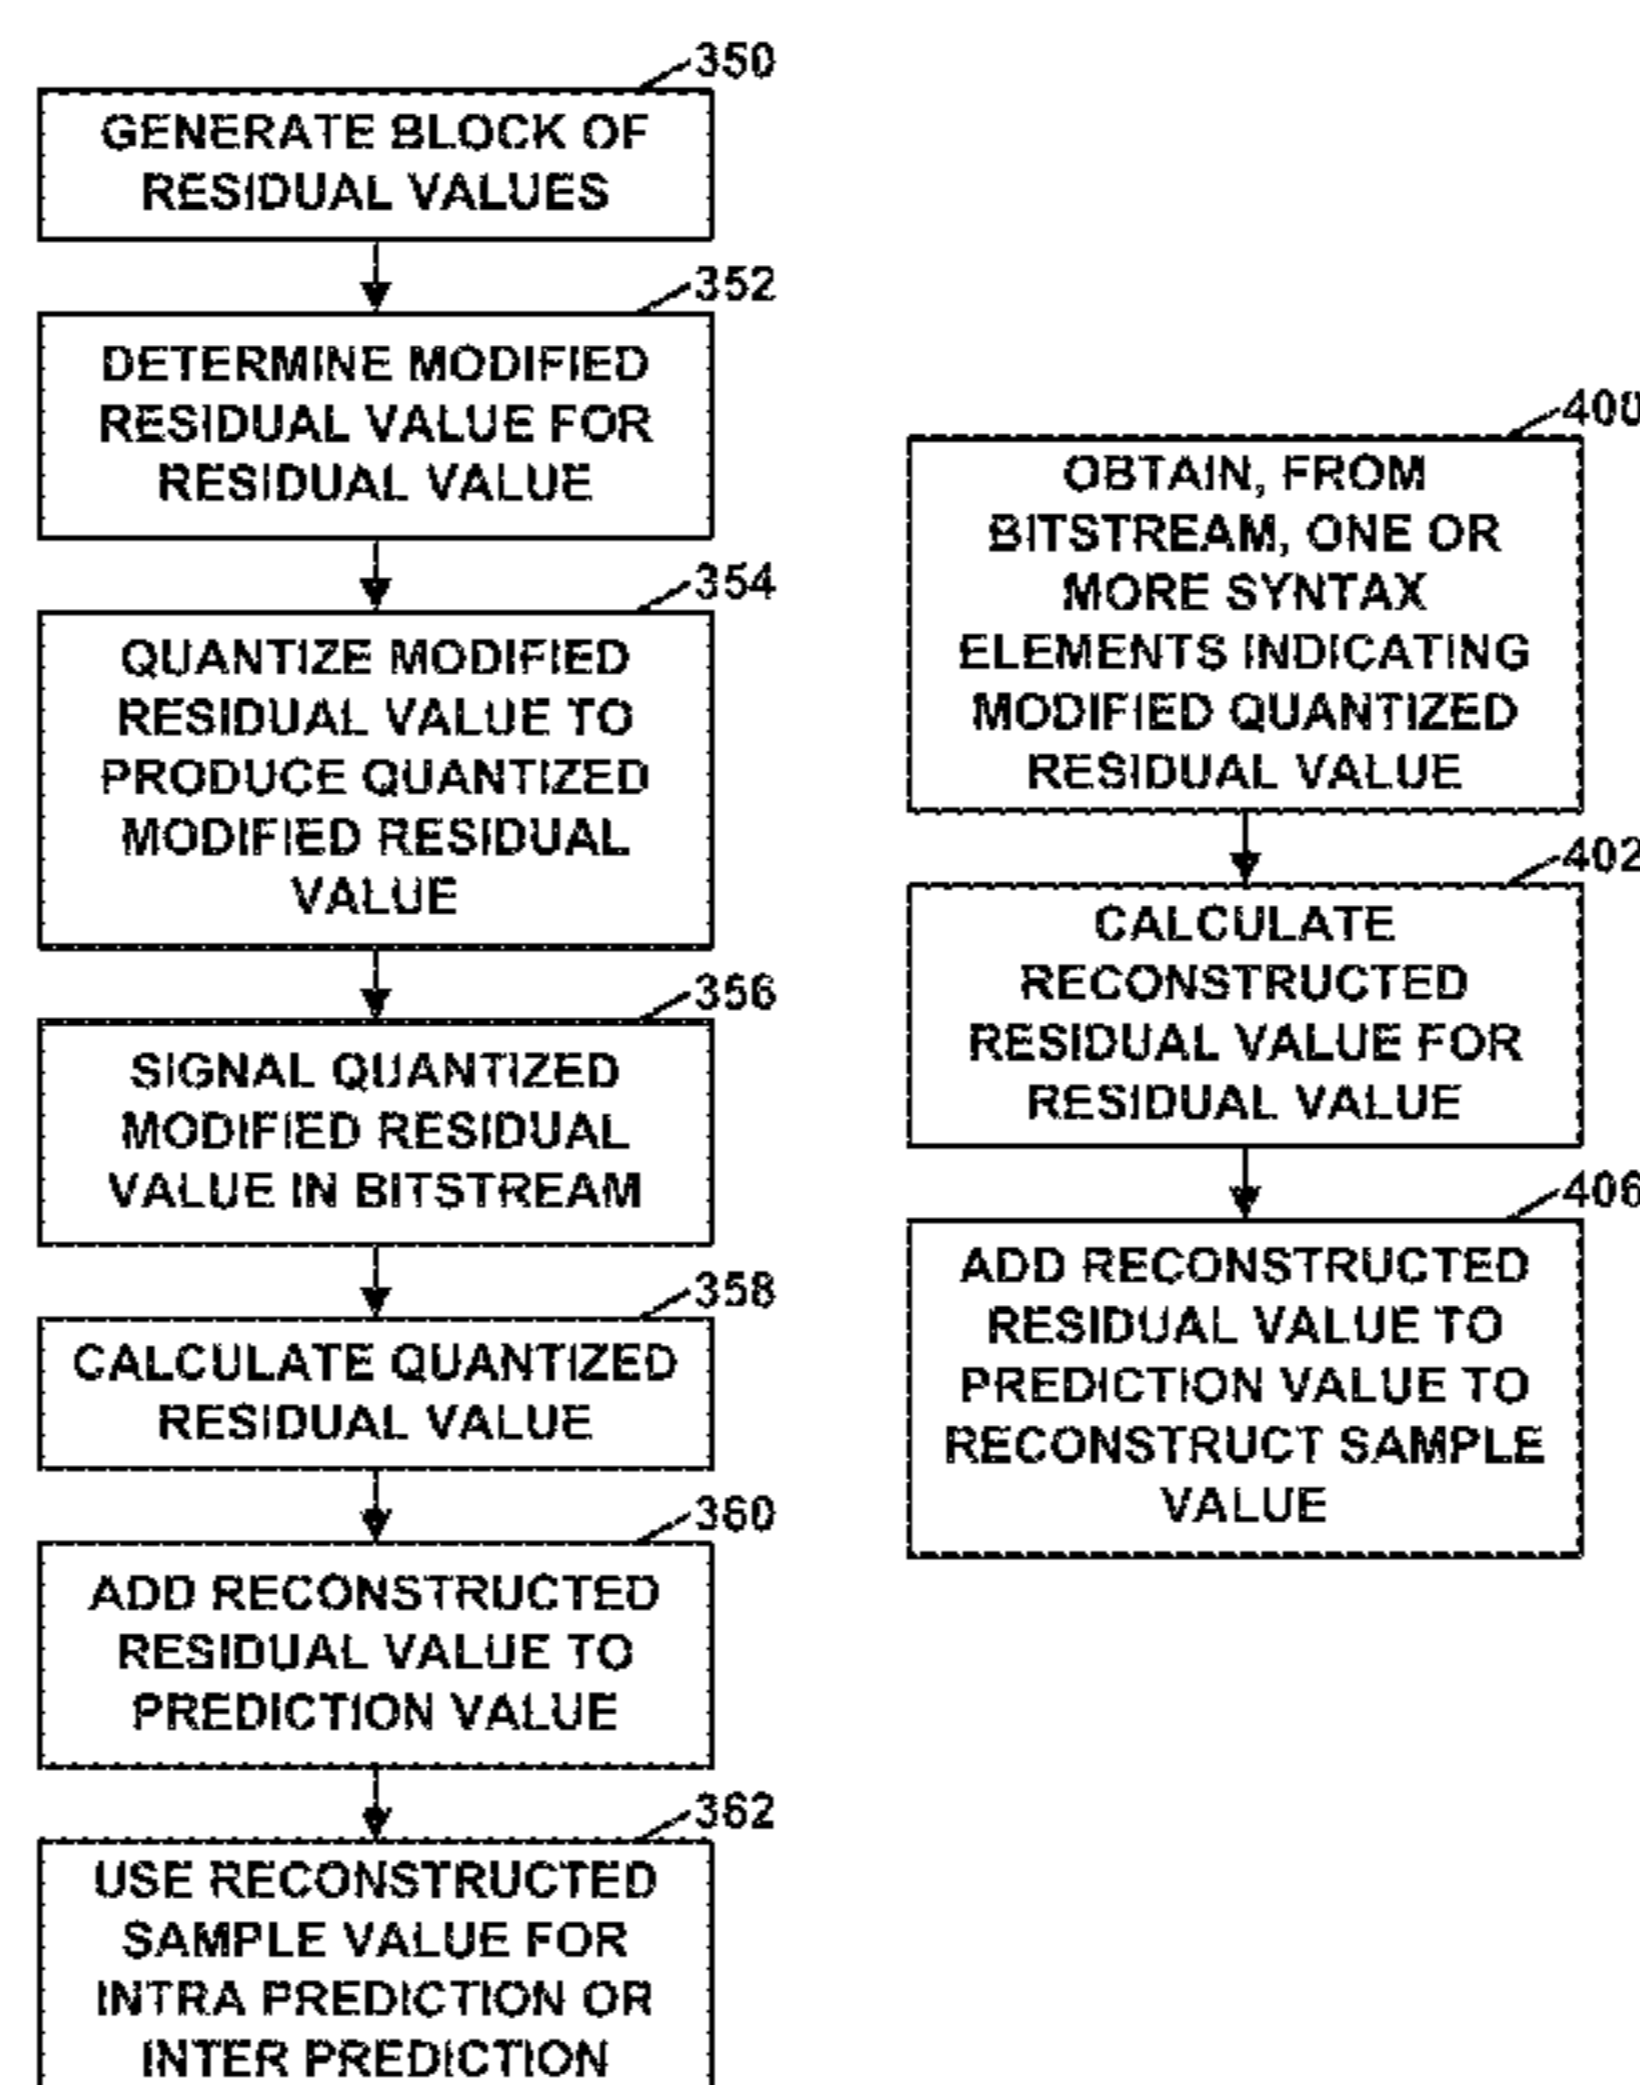 350
GENERATE BLOCK OF
RESIDUAL VALUES
352
DETERMINE MODIFIED
RESIDUAL VALUE FOR
RESIDUAL VALUE
354
QUANTIZE MODIFIED
RESIDUAL VALUE TO
PRODUCE QUANTIZED
MODIFIED RESIDUAL
VALUE
356
SIGNAL QUANTIZED
MODIFIED RESIDUAL
VALUE IN BITSTREAM
358
CALCULATE QUANTIZED
RESIDUAL VALUE
360
ADD RECONSTRUCTED
RESIDUAL VALUE TO
PREDICTION VALUE
362
USE RECONSTRUCTED
SAMPLE VALUE FOR
INTRA PREDICTION OR
INTER PREDICTION
400
OBTAIN, FROM
BITSTREAM, ONE OR
MORE SYNTAX
ELEMENTS INDICATING
MODIFIED QUANTIZED
RESIDUAL VALUE
402
CALCULATE
RECONSTRUCTED
RESIDUAL VALUE FOR
RESIDUAL VALUE
406
ADD RECONSTRUCTED
RESIDUAL VALUE TO
PREDICTION VALUE TO
RECONSTRUCT SAMPLE
VALUE